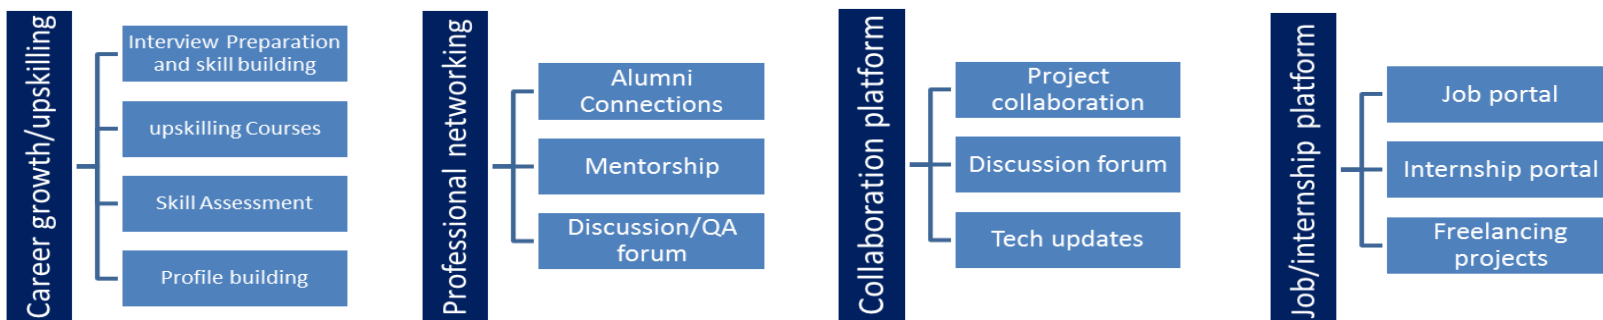 Career growth/upskilling
Interview Preparation
and skill building
upskilling Courses
Skill Assessment
Profile building
Professional networking
Alumni
Connections
Mentorship
Discussion/QA
forum
Collaboration platform
Project
collaboration
Discussion forum
Tech updates
Job/internship platform
Job portal
Internship portal
Freelancing
projects